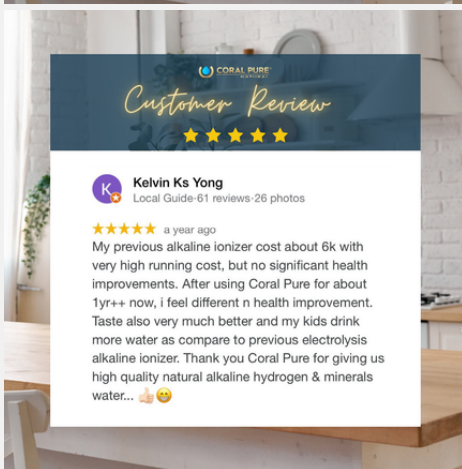 CORAL PURE
NATURAL
Customer Review
K
Kelvin Ks Yong
Local Guide·61 reviews·26 photos
a year ago
My previous alkaline ionizer cost about 6k with
very high running cost, but no significant health
improvements. After using Coral Pure for about
1yr++ now, i feel different n health improvement.
Taste also very much better and my kids drink
more water as compare to previous electrolysis
alkaline ionizer. Thank you Coral Pure for giving us
high quality natural alkaline hydrogen & minerals
water... 👍🏻😁